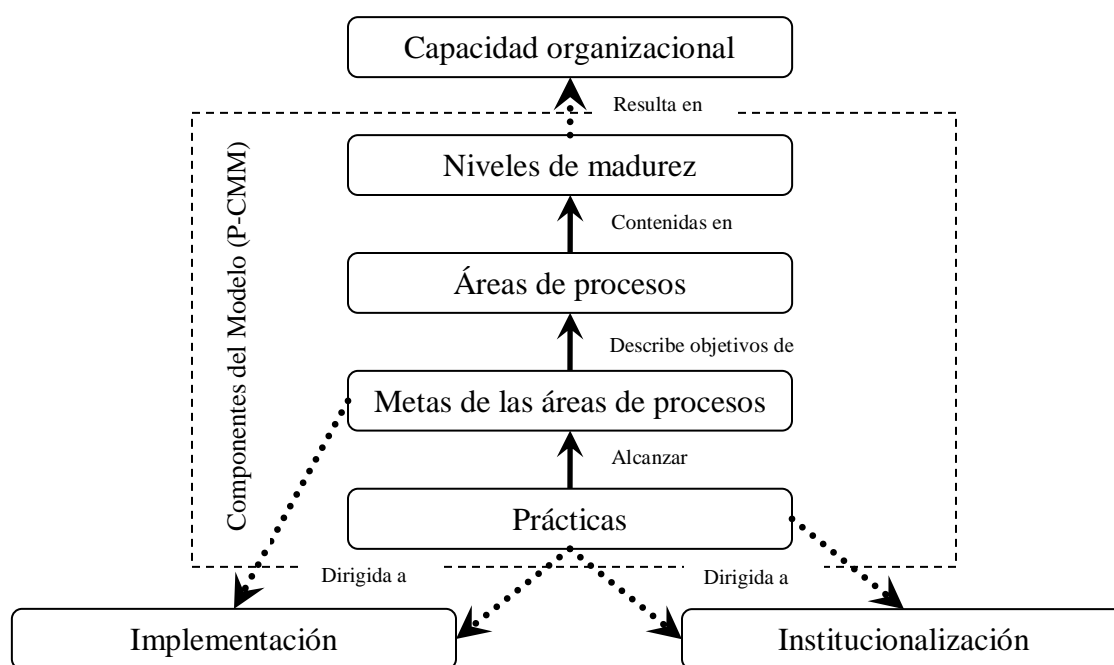 Capacidad organizacional
Resulta en
Niveles de madurez
Contenidas en
Áreas de procesos
Describe objetivos de
Metas de las áreas de procesos
Alcanzar
Prácticas
Componentes del Modelo (P-CMM)
Dirigida a
Dirigida a
Implementación
Institucionalización